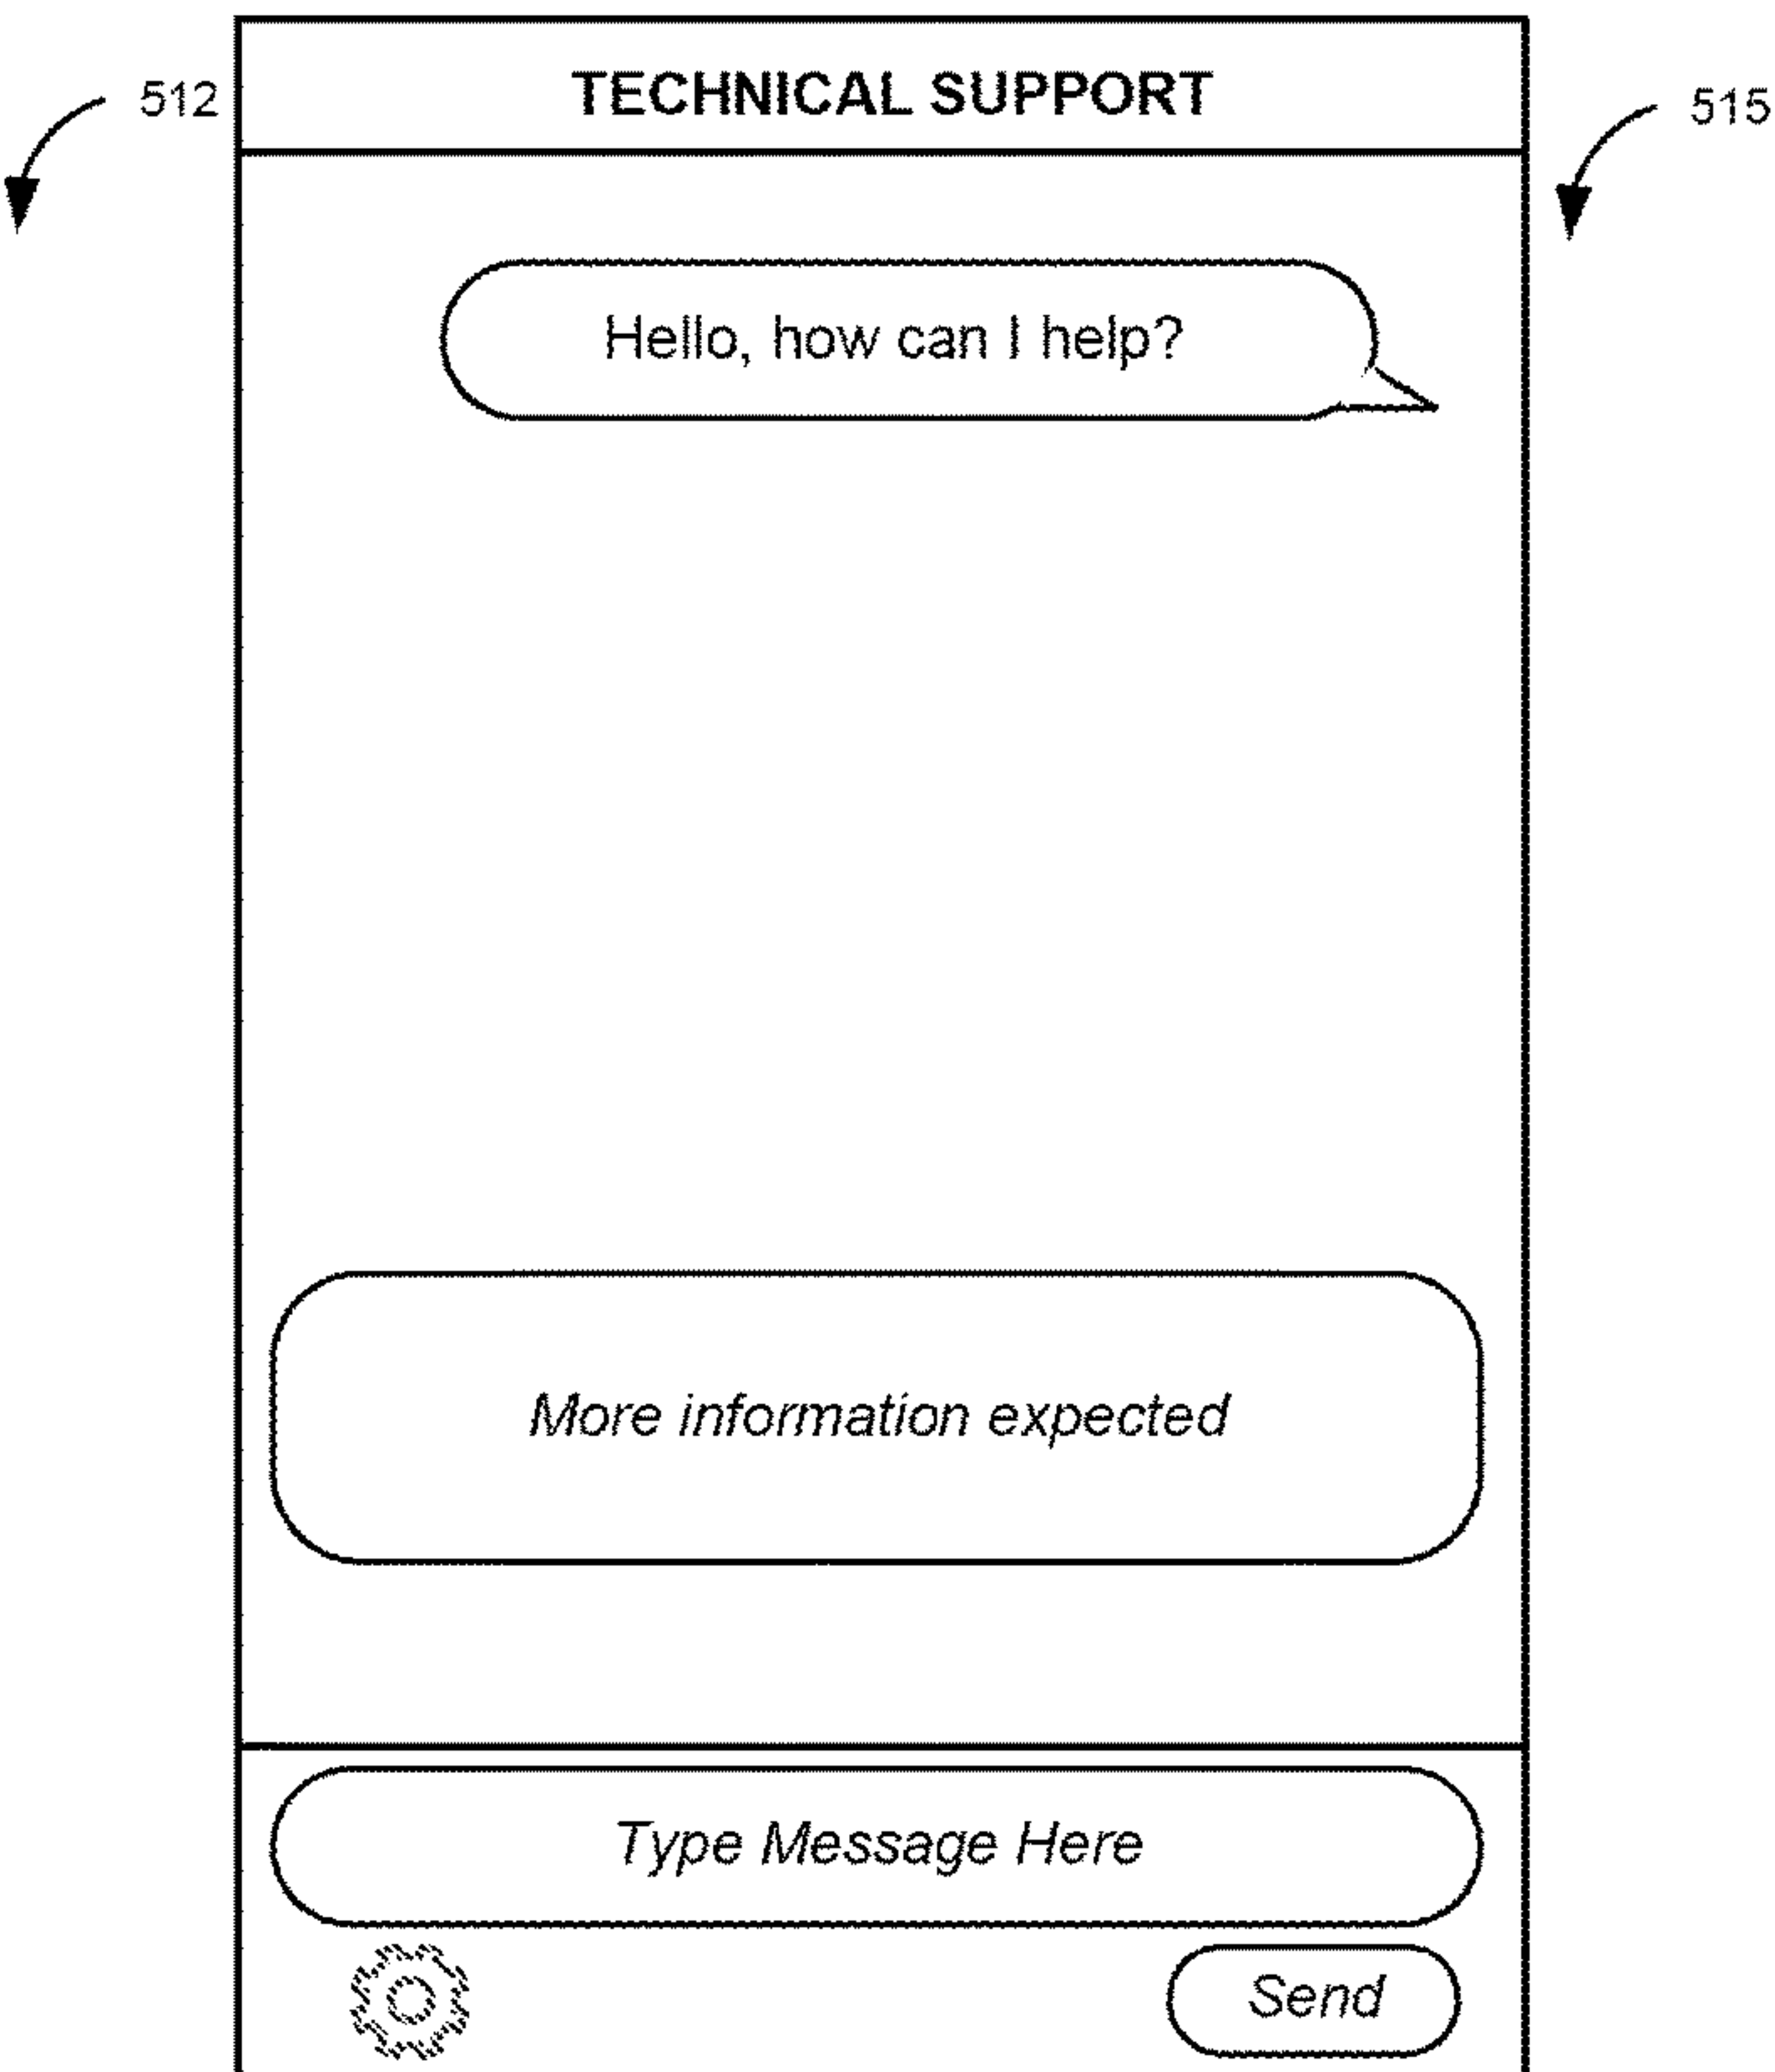 512
TECHNICAL SUPPORT
515
Hello, how can I help?
More information expected
Type Message Here
Send